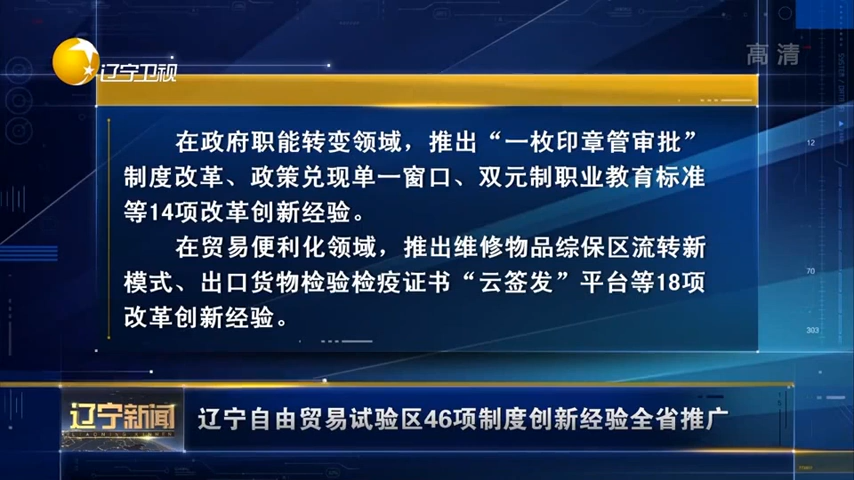 辽宁卫视
高清
在政府职能转变领域，推出“一枚印章管审批”
制度改革、政策兑现单一窗口、双元制职业教育标准
等14项改革创新经验。
在贸易便利化领域，推出维修物品综保区流转新
模式、出口货物检验检疫证书“云签发”平台等18项
改革创新经验。
12
70
303
辽宁新闻
辽宁自由贸易试验区46项制度创新经验全省推广